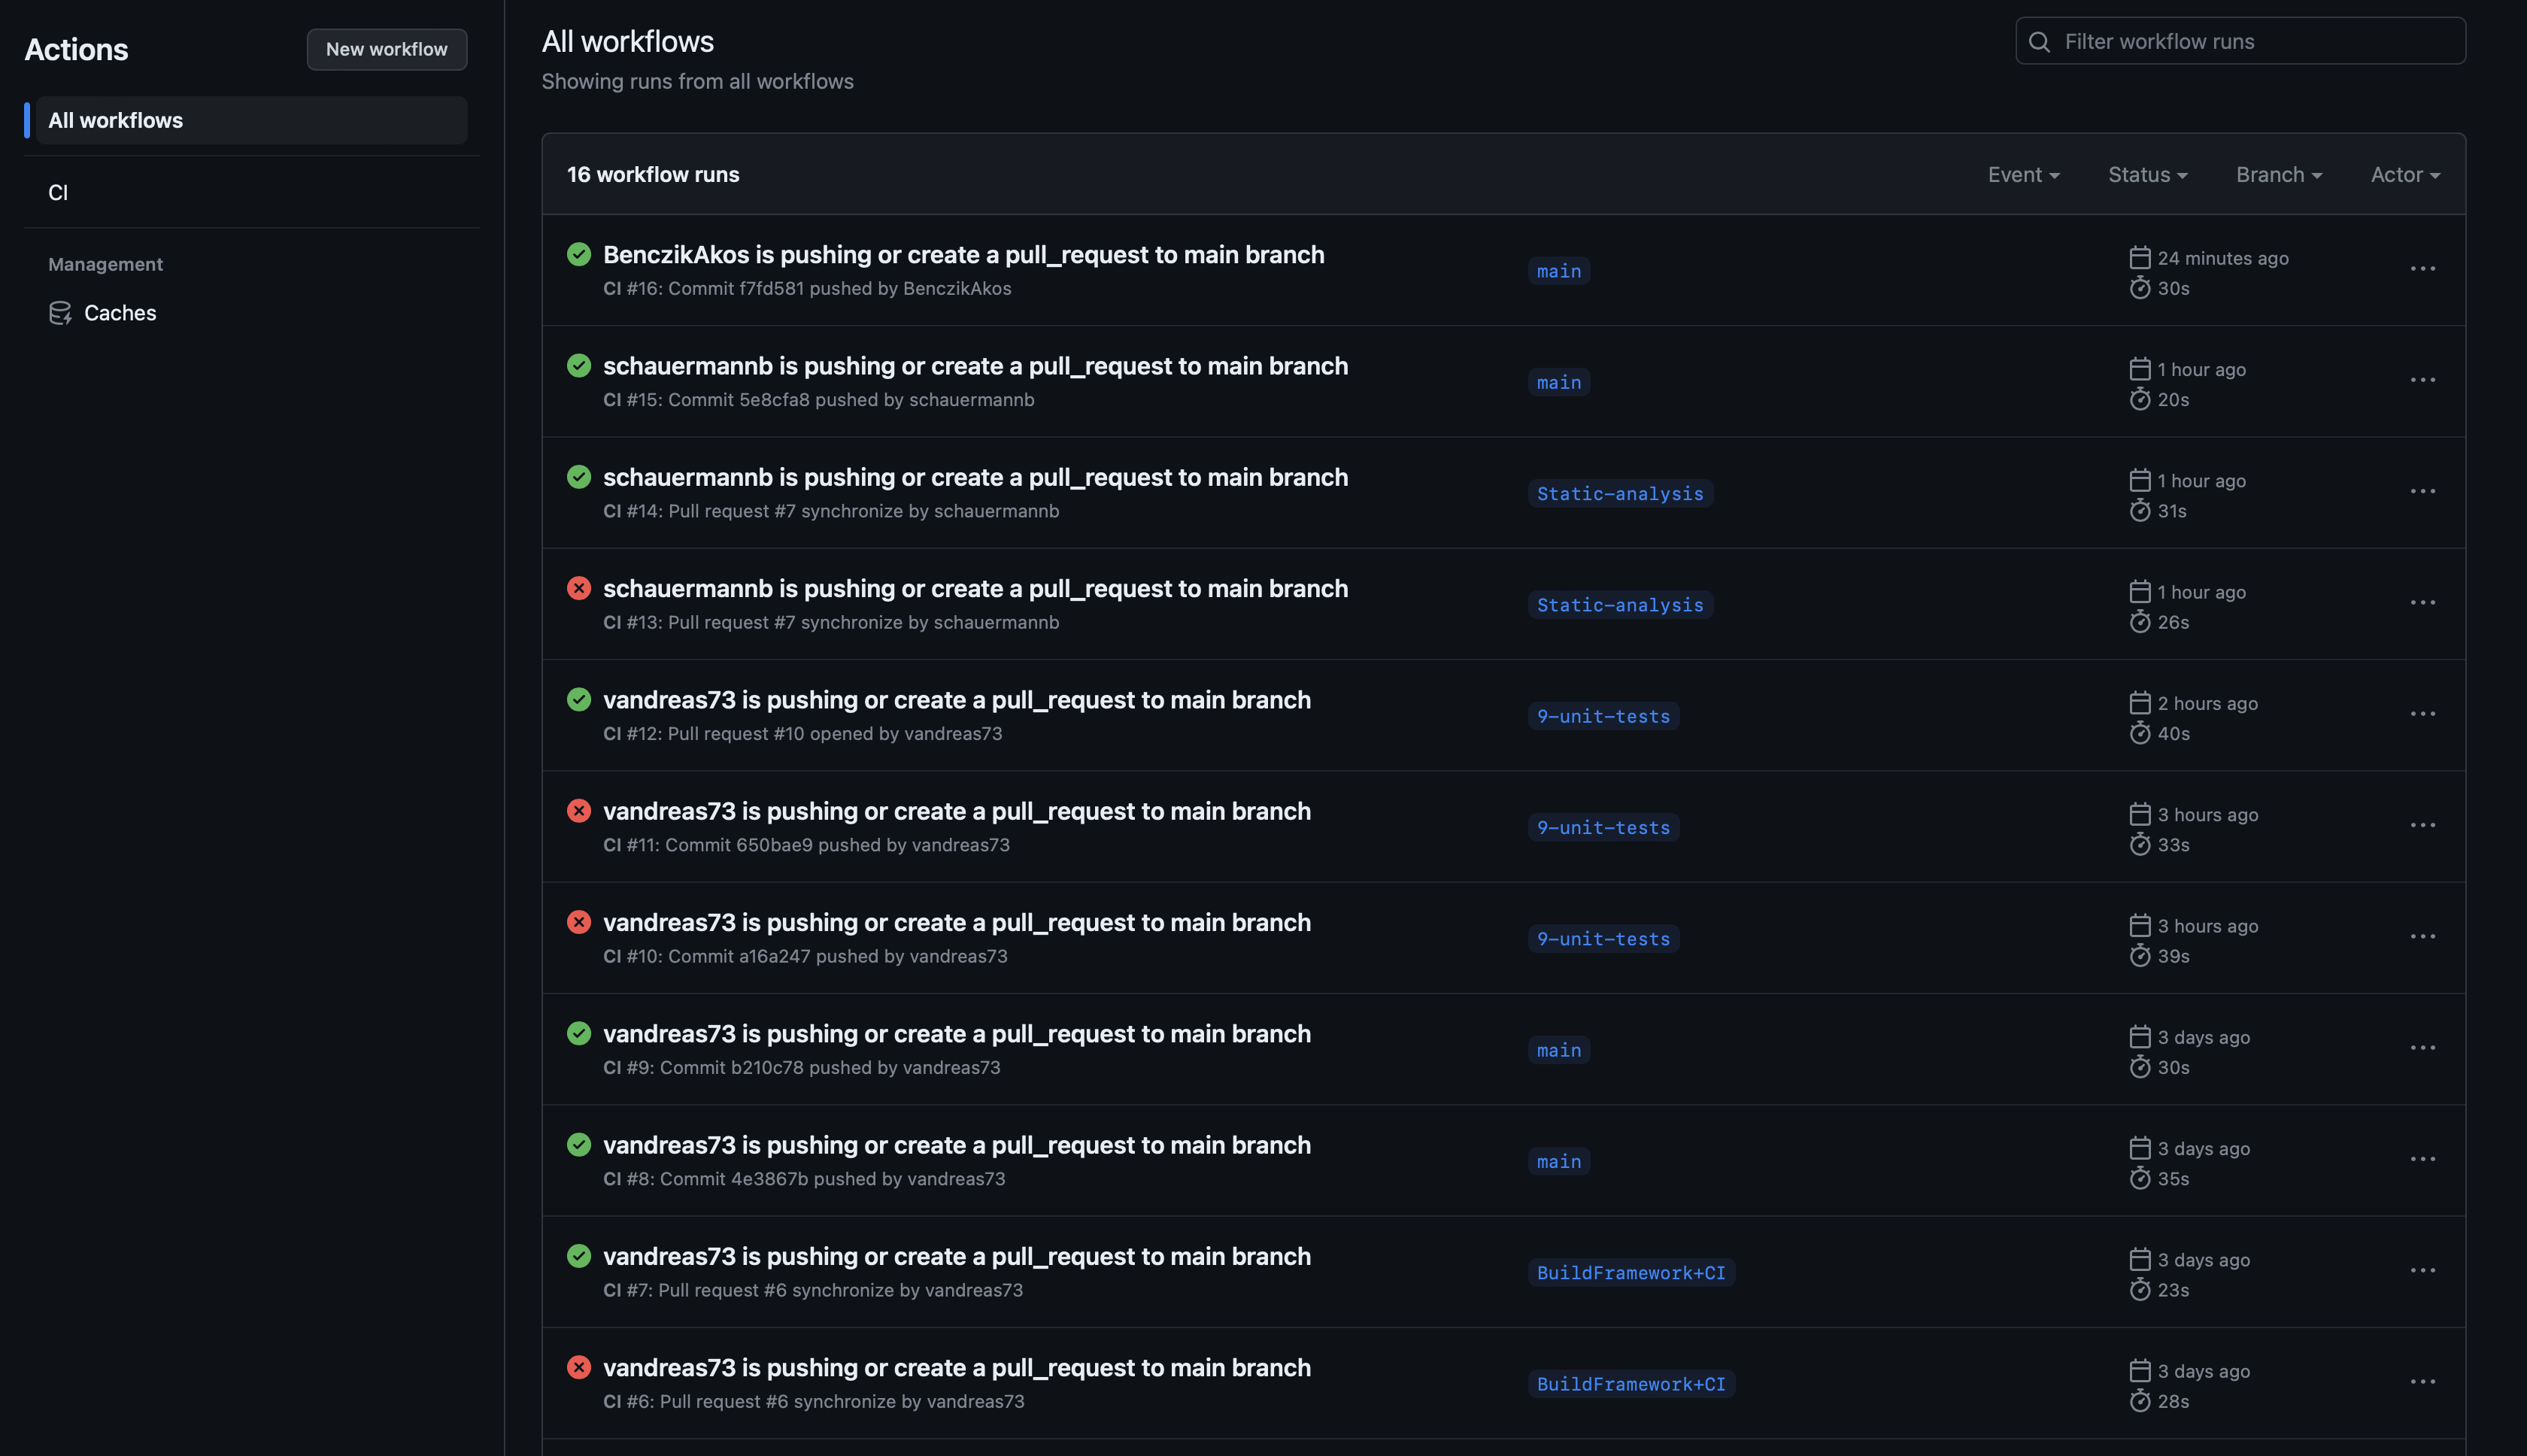 Actions
New workflow
All workflows
CI
Management
Caches
All workflows
Showing runs from all workflows
Filter workflow runs
16 workflow runs
Event
Status
Branch
Actor
BenczikAkos is pushing or create a pull_request to main branch
CI #16: Commit f7fd581 pushed by BenczikAkos
main
24 minutes ago
30s
schauermannb is pushing or create a pull_request to main branch
CI #15: Commit 5e8cfa8 pushed by schauermannb
main
1 hour ago
20s
schauermannb is pushing or create a pull_request to main branch
CI #14: Pull request #7 synchronize by schauermannb
Static-analysis
1 hour ago
31s
schauermannb is pushing or create a pull_request to main branch
CI #13: Pull request #7 synchronize by schauermannb
Static-analysis
1 hour ago
26s
vandreas73 is pushing or create a pull_request to main branch
CI #12: Pull request #10 opened by vandreas73
9-unit-tests
2 hours ago
40s
vandreas73 is pushing or create a pull_request to main branch
CI #11: Commit 650bae9 pushed by vandreas73
9-unit-tests
3 hours ago
33s
vandreas73 is pushing or create a pull_request to main branch
CI #10: Commit a16a247 pushed by vandreas73
9-unit-tests
3 hours ago
39s
vandreas73 is pushing or create a pull_request to main branch
CI #9: Commit b210c78 pushed by vandreas73
main
3 days ago
30s
vandreas73 is pushing or create a pull_request to main branch
CI #8: Commit 4e3867b pushed by vandreas73
main
3 days ago
35s
vandreas73 is pushing or create a pull_request to main branch
CI #7: Pull request #6 synchronize by vandreas73
BuildFramework+CI
3 days ago
23s
vandreas73 is pushing or create a pull_request to main branch
CI #6: Pull request #6 synchronize by vandreas73
BuildFramework+CI
3 days ago
28s